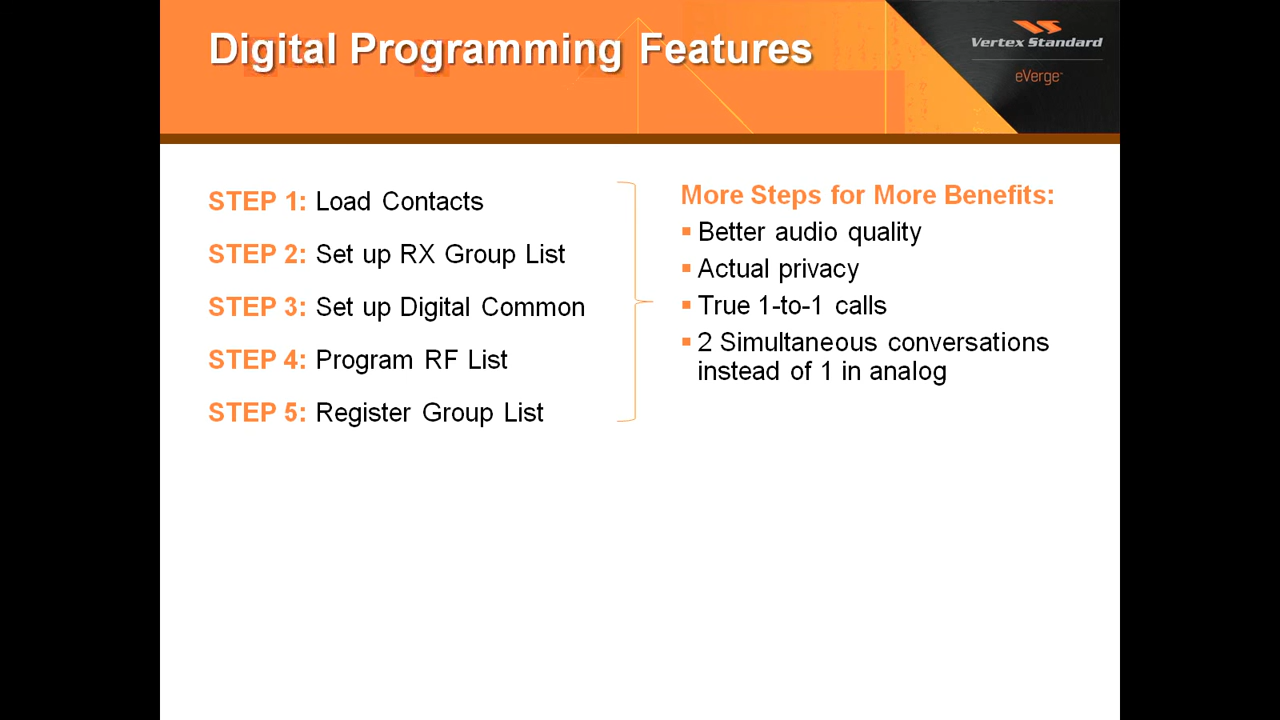 Digital Programming Features
Vertex Standard
eVerge™
STEP 1: Load Contacts
STEP 2: Set up RX Group List
STEP 3: Set up Digital Common
STEP 4: Program RF List
STEP 5: Register Group List
More Steps for More Benefits:
▪ Better audio quality
▪ Actual privacy
▪ True 1-to-1 calls
▪ 2 Simultaneous conversations
instead of 1 in analog